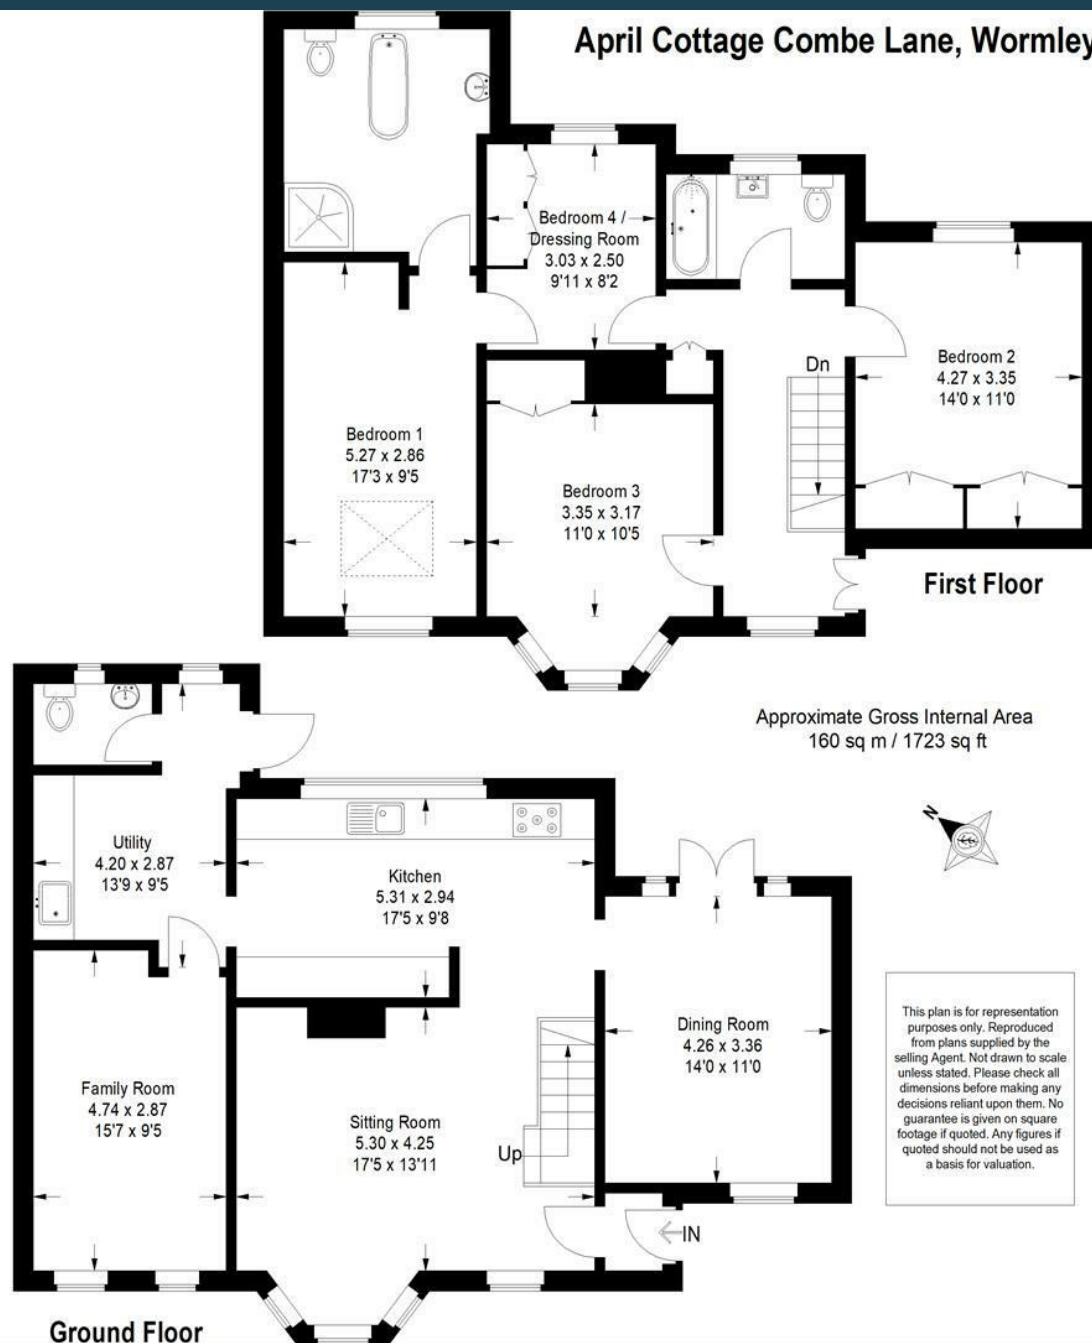 April Cottage Combe Lane, Wormley
Bedroom 4 /
Dressing Room
3.03 x 2.50
9'11 x 8'2
Dn
Bedroom 2
4.27 x 3.35
14'0 x 11'0
Bedroom 1
5.27 x 2.86
17'3 x 9'5
Bedroom 3
3.35 x 3.17
11'0 x 10'5
First Floor
Approximate Gross Internal Area
160 sq m / 1723 sq ft
N
Utility
4.20 x 2.87
13'9 x 9'5
Kitchen
5.31 x 2.94
17'5 x 9'8
Dining Room
4.26 x 3.36
14'0 x 11'0
Family Room
4.74 x 2.87
15'7 x 9'5
Sitting Room
5.30 x 4.25
17'5 x 13'11
Up
IN
This plan is for representation
purposes only. Reproduced
from plans supplied by the
selling Agent. Not drawn to scale
unless stated. Please check all
dimensions before making any
decisions reliant upon them. No
guarantee is given on square
footage if quoted. Any figures if
quoted should not be used as
a basis for valuation.
Ground Floor